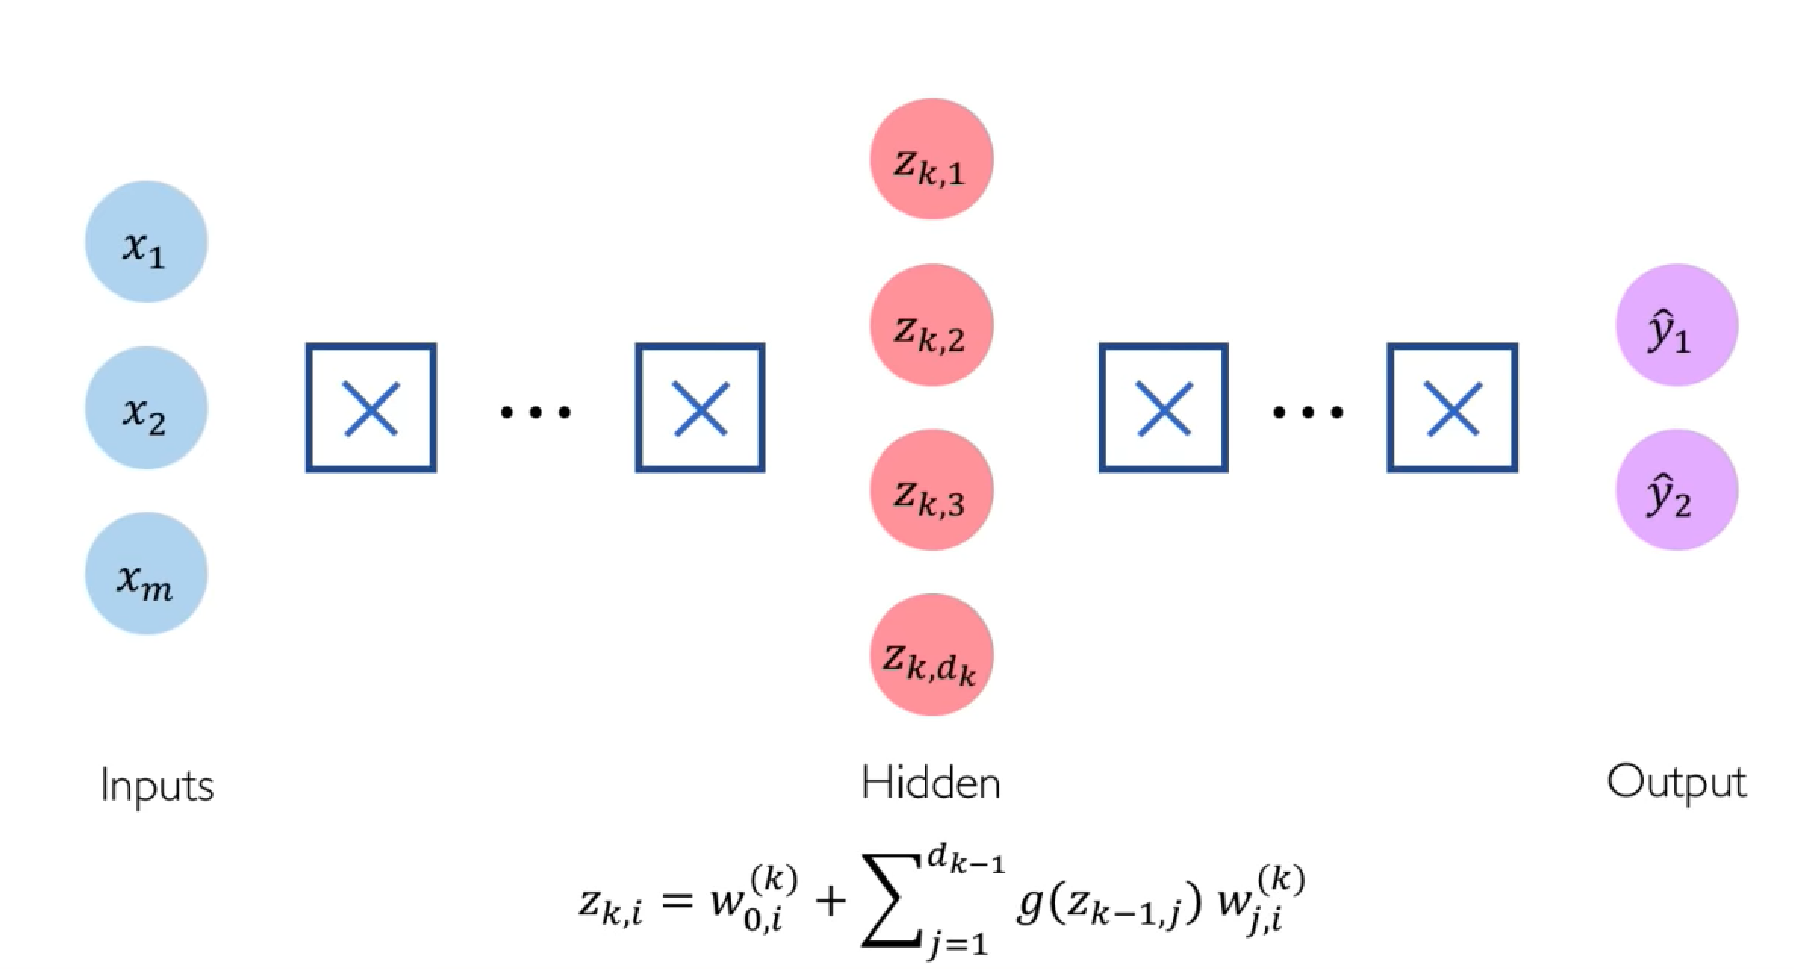 x₁
x₂
xₘ
...
z_{k,1}
z_{k,2}
z_{k,3}
z_{k,d_k}
...
ŷ₁
ŷ₂
Inputs
Hidden
Output
z_{k,i} = w_{0,i}^{(k)} + ∑_{j=1}^{d_{k-1}} g(z_{k-1,j}) w_{j,i}^{(k)}